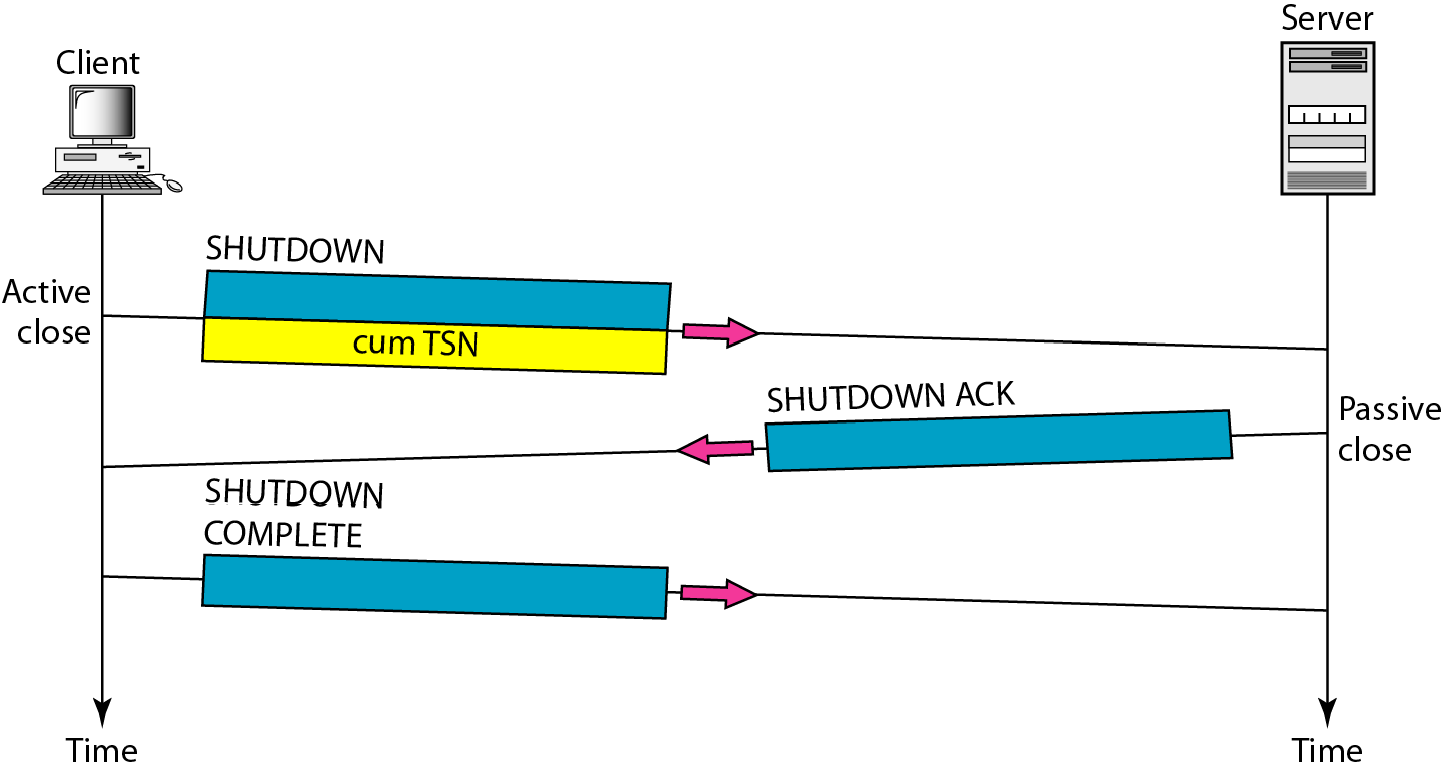 Server
Client
SHUTDOWN
Active
close
cum TSN
SHUTDOWN ACK
Passive
close
SHUTDOWN
COMPLETE
Time
Time